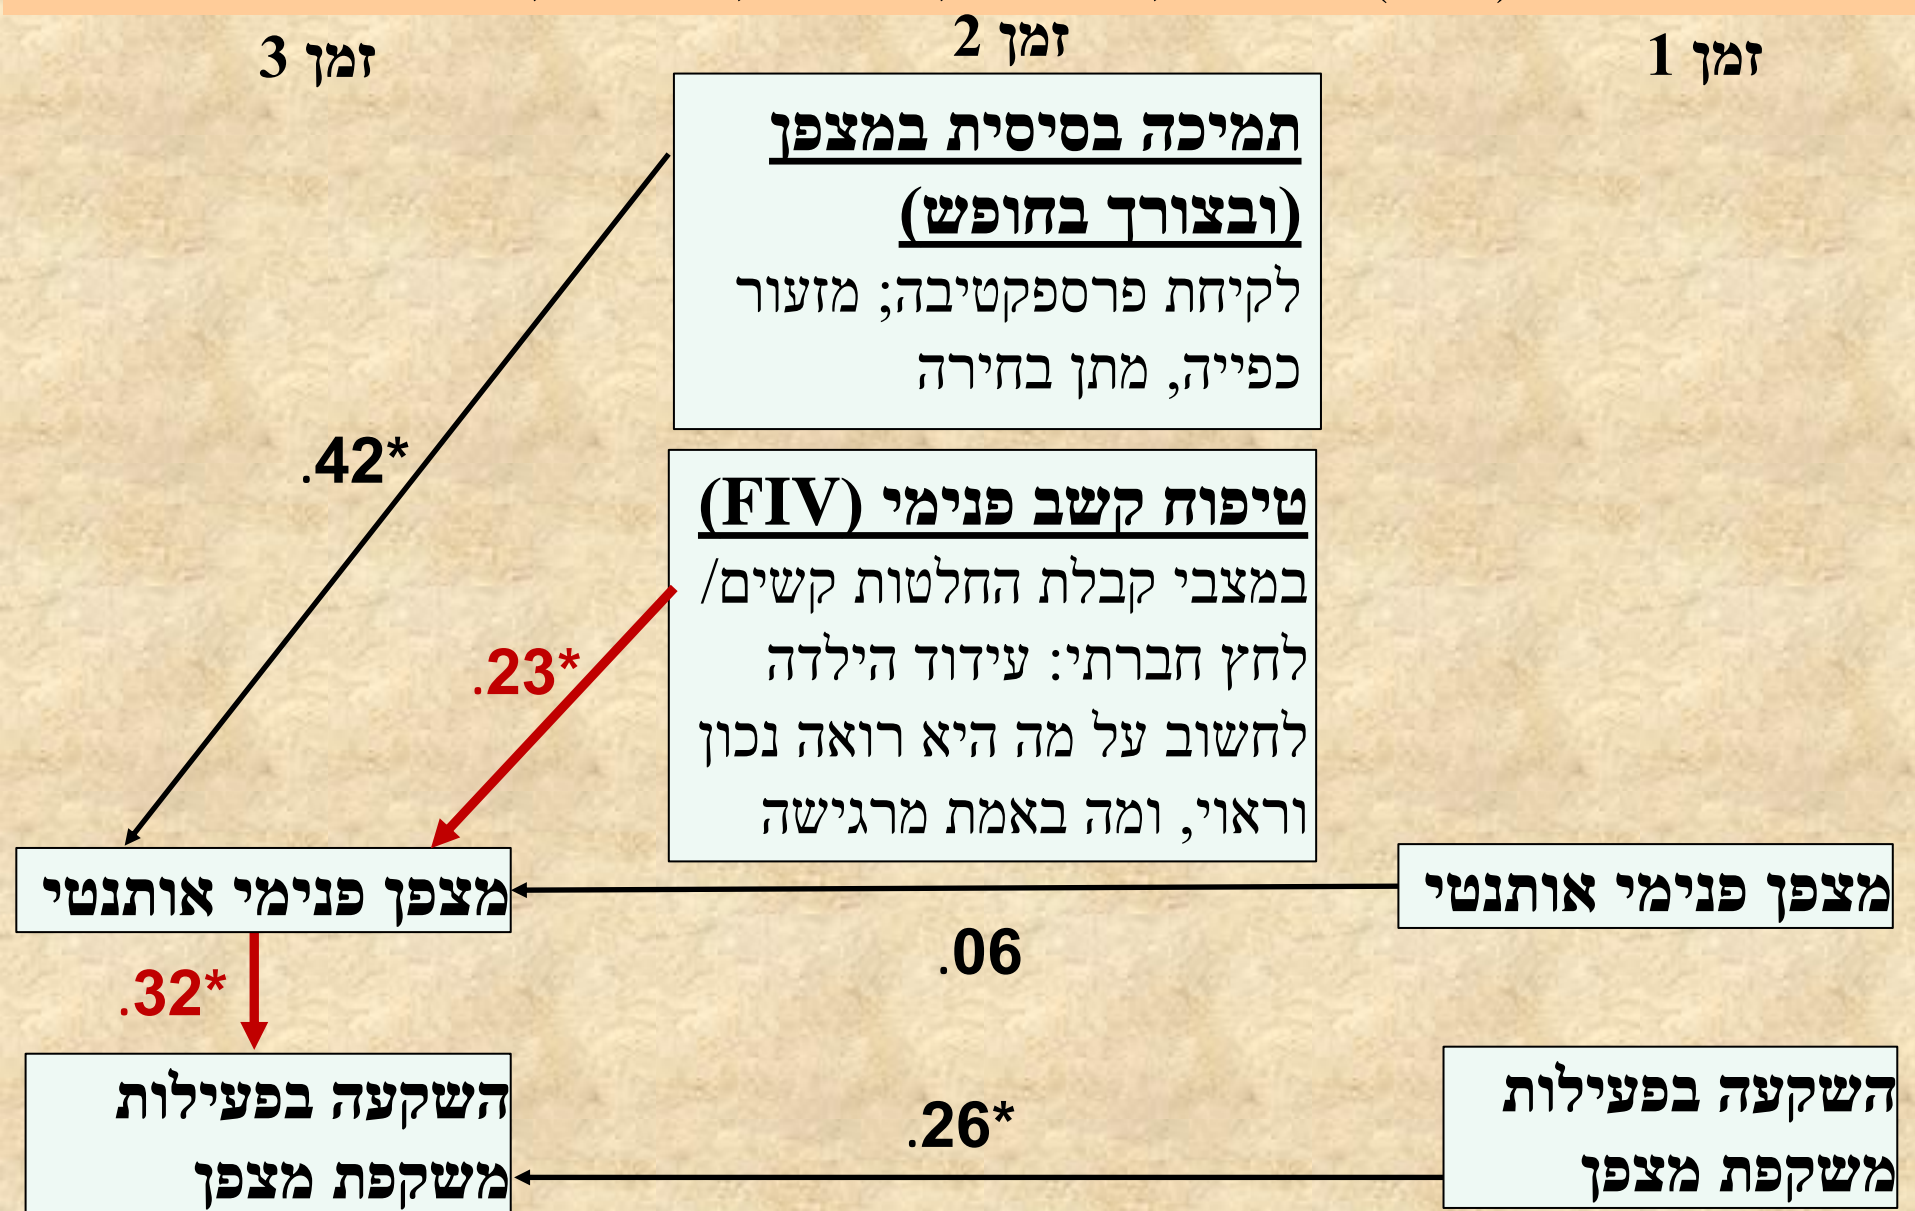 זמן 1
זמן 2
זמן 3
תמיכה בסיסית במצפן
(ובצורך בחופש)
לקיחת פרספקטיבה; מזעור
כפייה, מתן בחירה
.42*
טיפוח קשב פנימי (FIV)
במצבי קבלת החלטות קשים/
לחץ חברתי: עידוד הילדה
לחשוב על מה היא רואה נכון
וראוי, ומה באמת מרגישה
.23*
מצפן פנימי אותנטי
מצפן פנימי אותנטי
.06
.32*
השקעה בפעילות
משקפת מצפן
.26*
השקעה בפעילות
משקפת מצפן